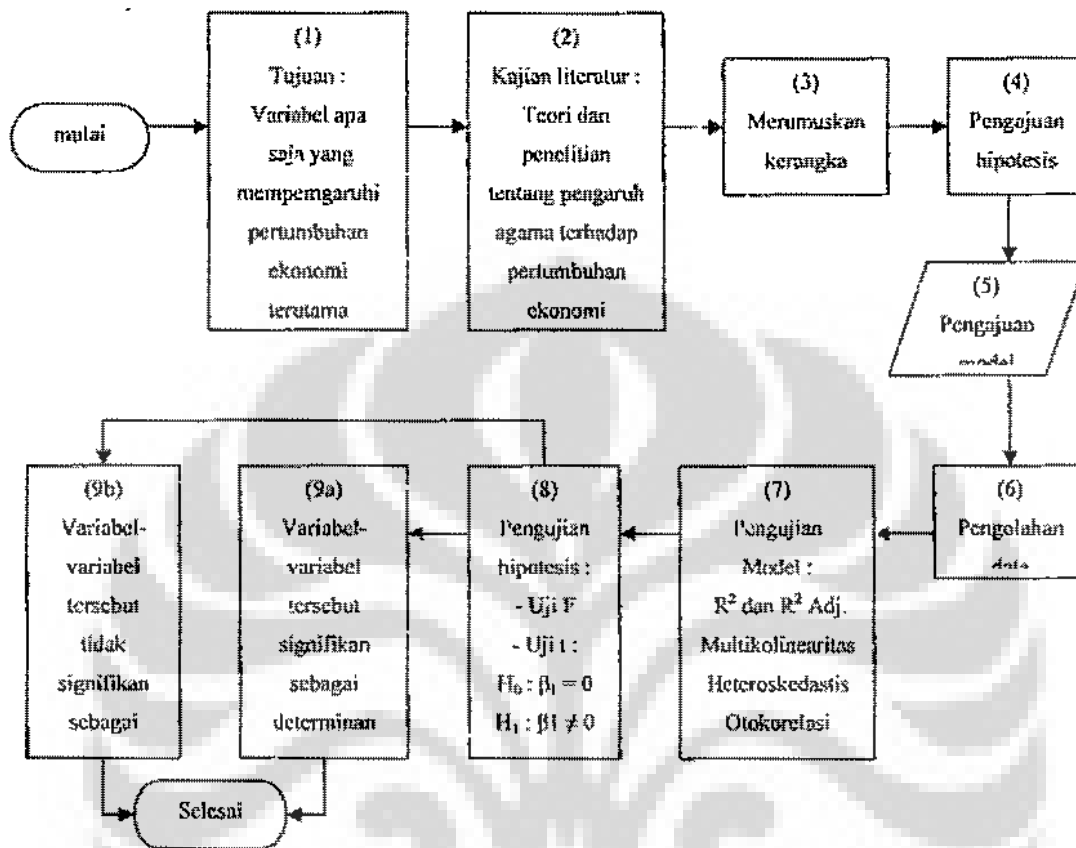 mulai
(1)
Tujuan :
Variabel apa
saja yang
mempemgaruhi
pertumbuhan
ekonomi
terutama
(2)
Kajian literatur :
Teori dan
penelitian
tentang pengaruh
agama terhadap
pertumbuhan
ekonomi
(3)
Merumuskan
kerangka
(4)
Pengajuan
hipotesis
(5)
Pengajuan
model
(6)
Pengolahan
data
(7)
Pengujian
Model :
R² dan R² Adj.
Multikolinearitas
Heteroskedastis
Otokorelasi
(8)
Pengujian
hipotesis :
- Uji F
- Uji t :
H₀ : β₁ = 0
H₁ : β1 ≠ 0
(9a)
Variabel-
variabel
tersebut
signifikan
sebagai
determinan
(9b)
Variabel-
variabel
tersebut
tidak
signifikan
sebagai
Selesai